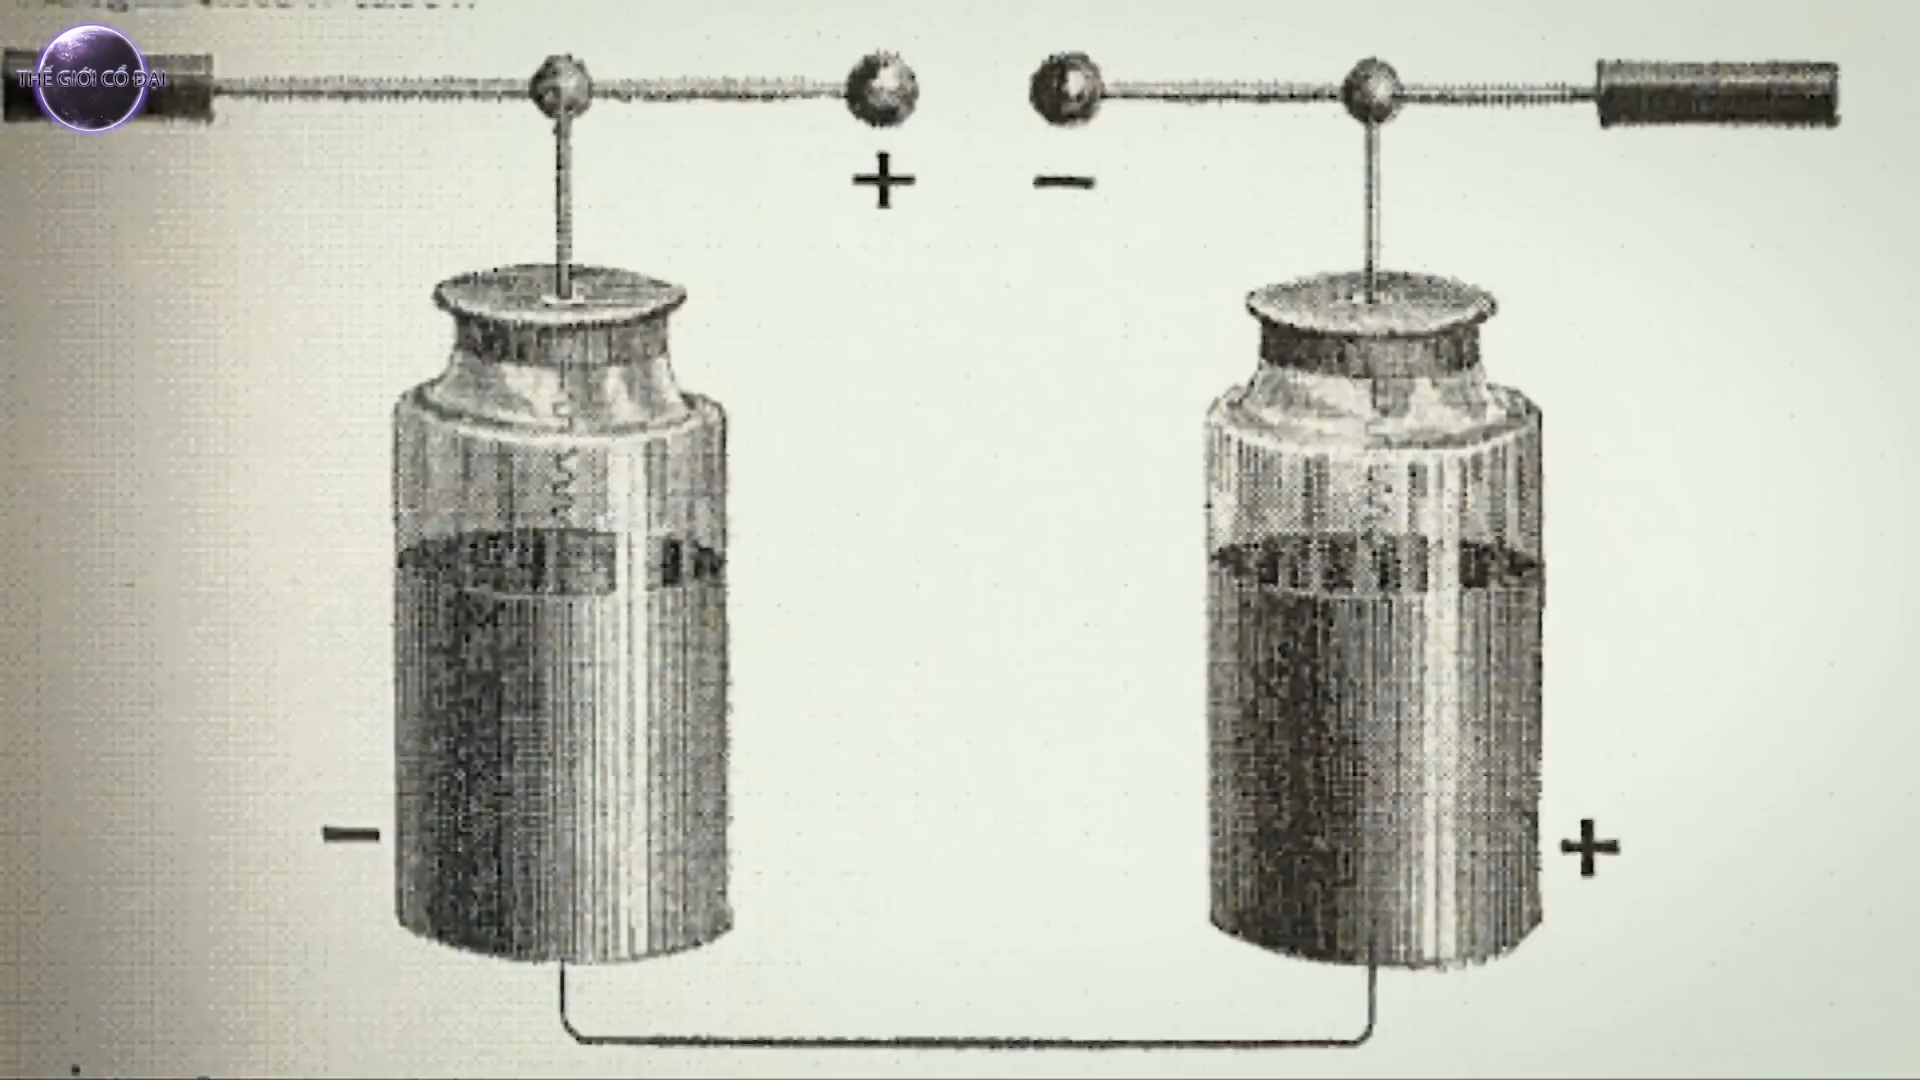 THẾ GIỚI CỔ ĐẠI
+ −
− +